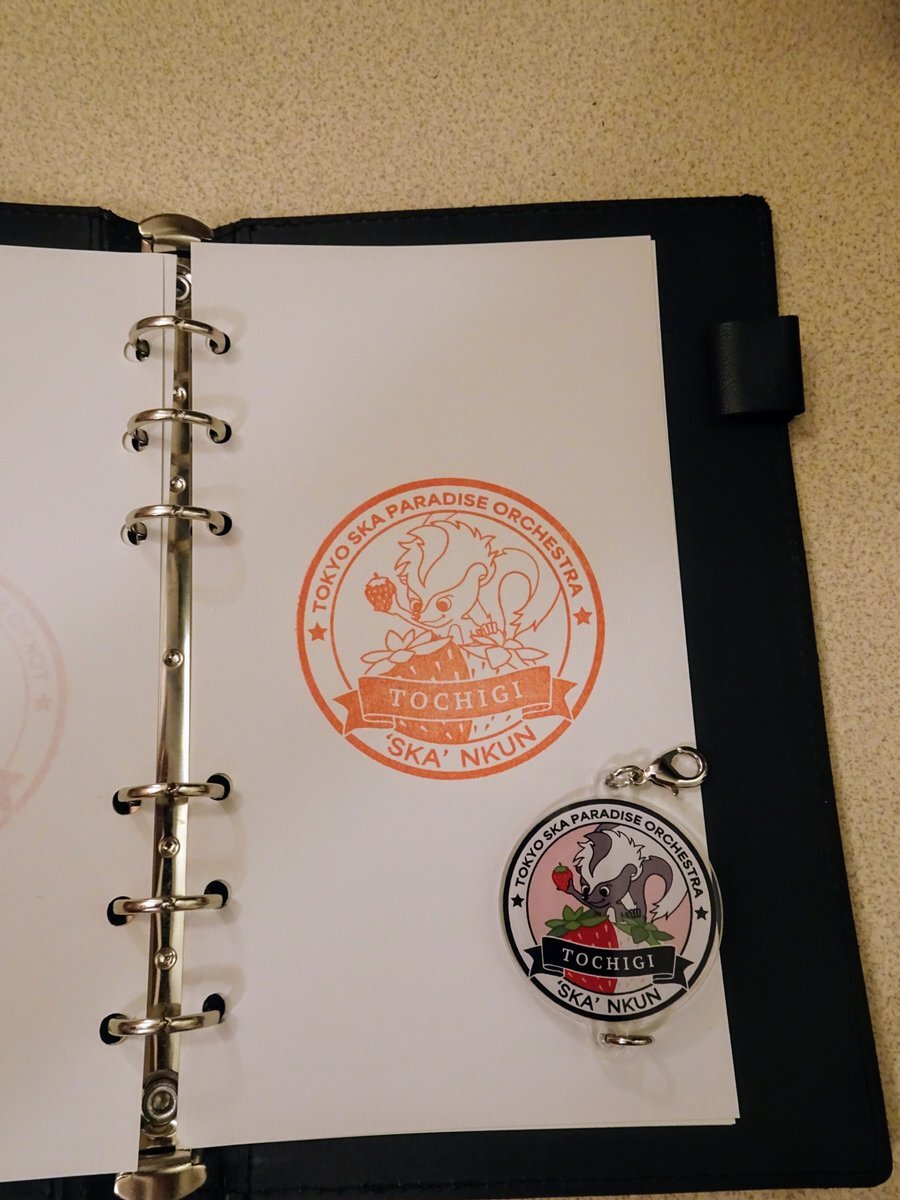 TOKYO SKA PARADISE ORCHESTRA
TOCHIGI
'SKA' NKUN
TOKYO SKA PARADISE ORCHESTRA
TOCHIGI
'SKA' NKUN